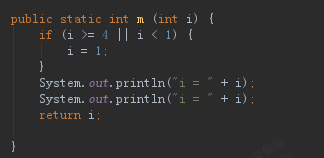 public static int m (int i) {
if (i >= 4 || i < 1) {
i = 1;
}
System.out.println("i = " + i);
System.out.println("i = " + i);
return i;
}